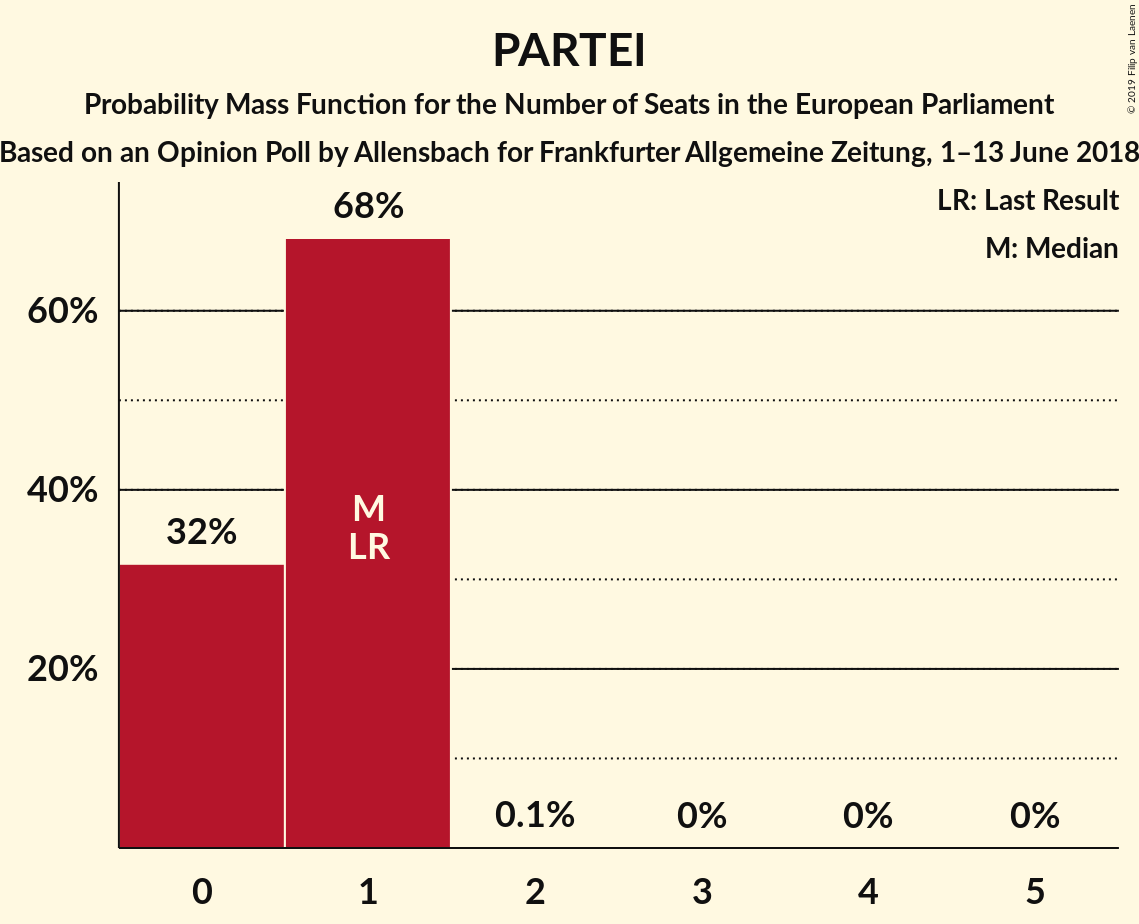 PARTEI
Probability Mass Function for the Number of Seats in the European Parliament
Based on an Opinion Poll by Allensbach for Frankfurter Allgemeine Zeitung, 1–13 June 2018
© 2019 Filip van Laenen
LR: Last Result
M: Median
68%
60%
40%
32%
M
LR
20%
0.1%
0%
0%
0%
0 1 2 3 4 5